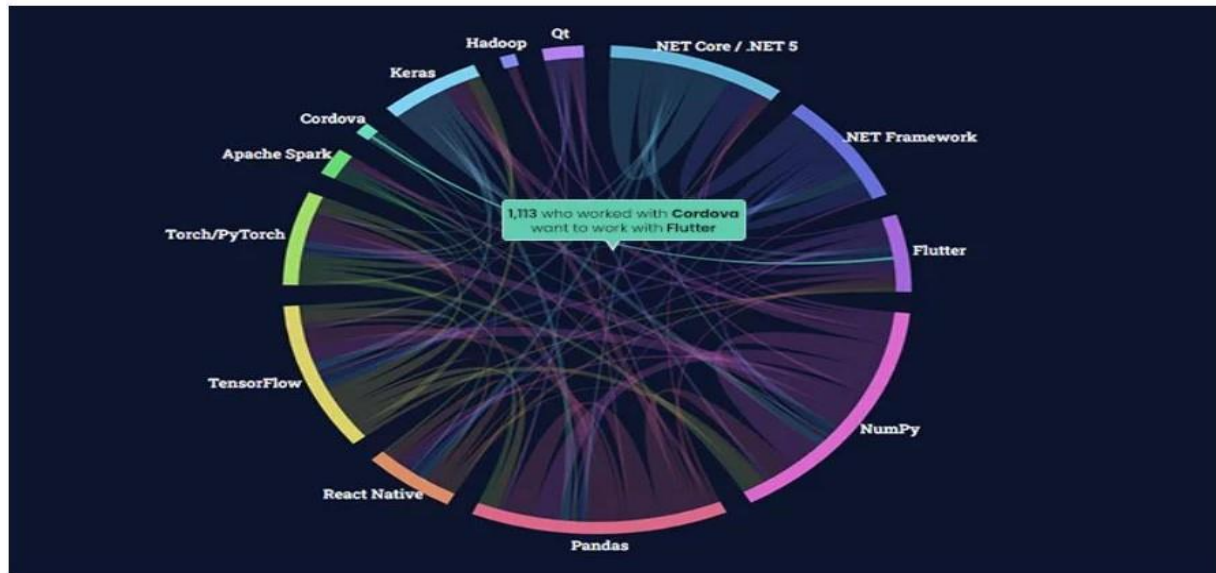 Qt
.NET Core / .NET 5
Hadoop
Keras
Cordova
.NET Framework
Apache Spark
1,113 who worked with Cordova
want to work with Flutter
Torch/PyTorch
Flutter
TensorFlow
NumPy
React Native
Pandas